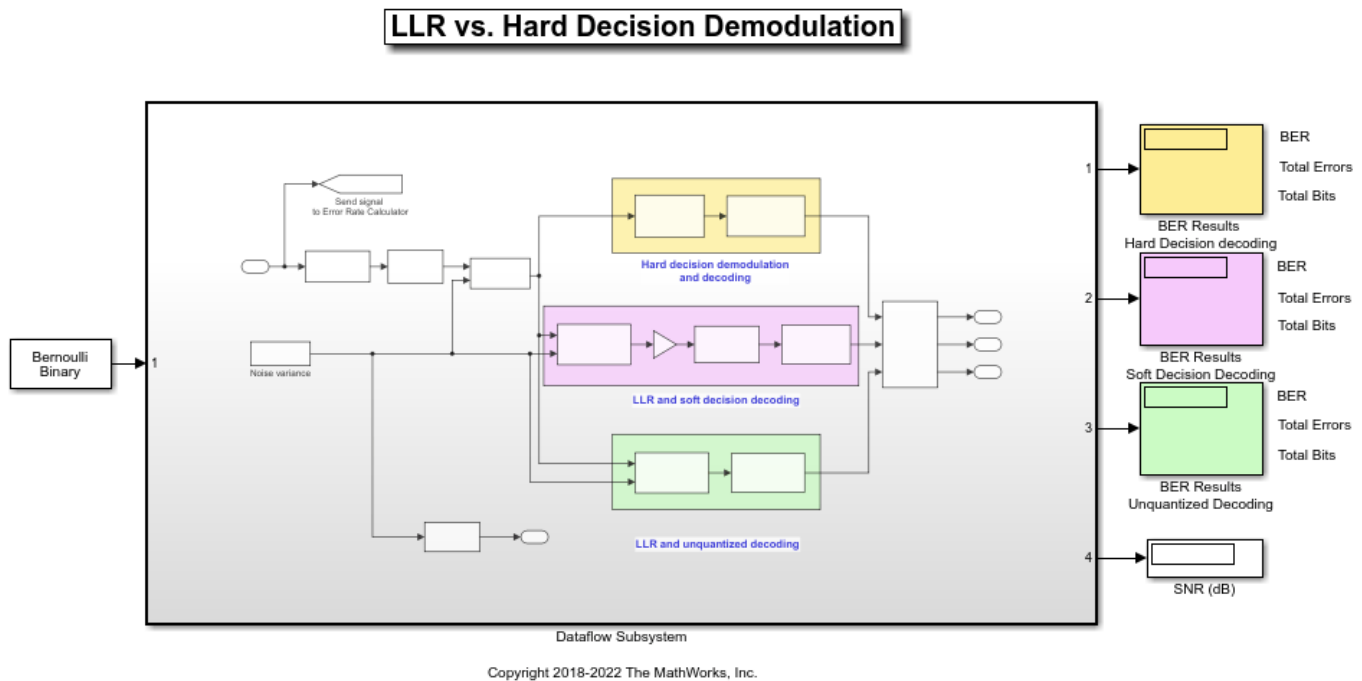 LLR vs. Hard Decision Demodulation
Send signal
to Error Rate Calculator
Hard decision demodulation
and decoding
Noise variance
LLR and soft decision decoding
LLR and unquantized decoding
Bernoulli
Binary
1
1
2
3
4
BER
Total Errors
Total Bits
BER Results
Hard Decision decoding
BER
Total Errors
Total Bits
BER Results
Soft Decision Decoding
BER
Total Errors
Total Bits
BER Results
Unquantized Decoding
SNR (dB)
Dataflow Subsystem
Copyright 2018-2022 The MathWorks, Inc.